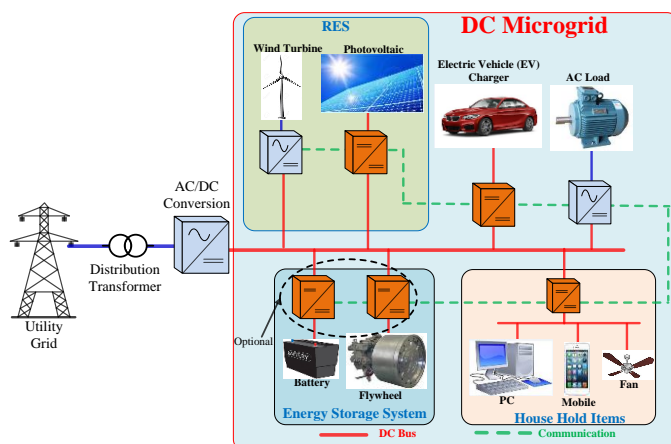 DC Microgrid
RES
Wind Turbine
Photovoltaic
Electric Vehicle (EV)
Charger
AC Load
AC/DC
Conversion
Distribution
Transformer
Utility
Grid
Optional
Battery
Flywheel
Energy Storage System
PC
Mobile
Fan
House Hold Items
DC Bus
Communication